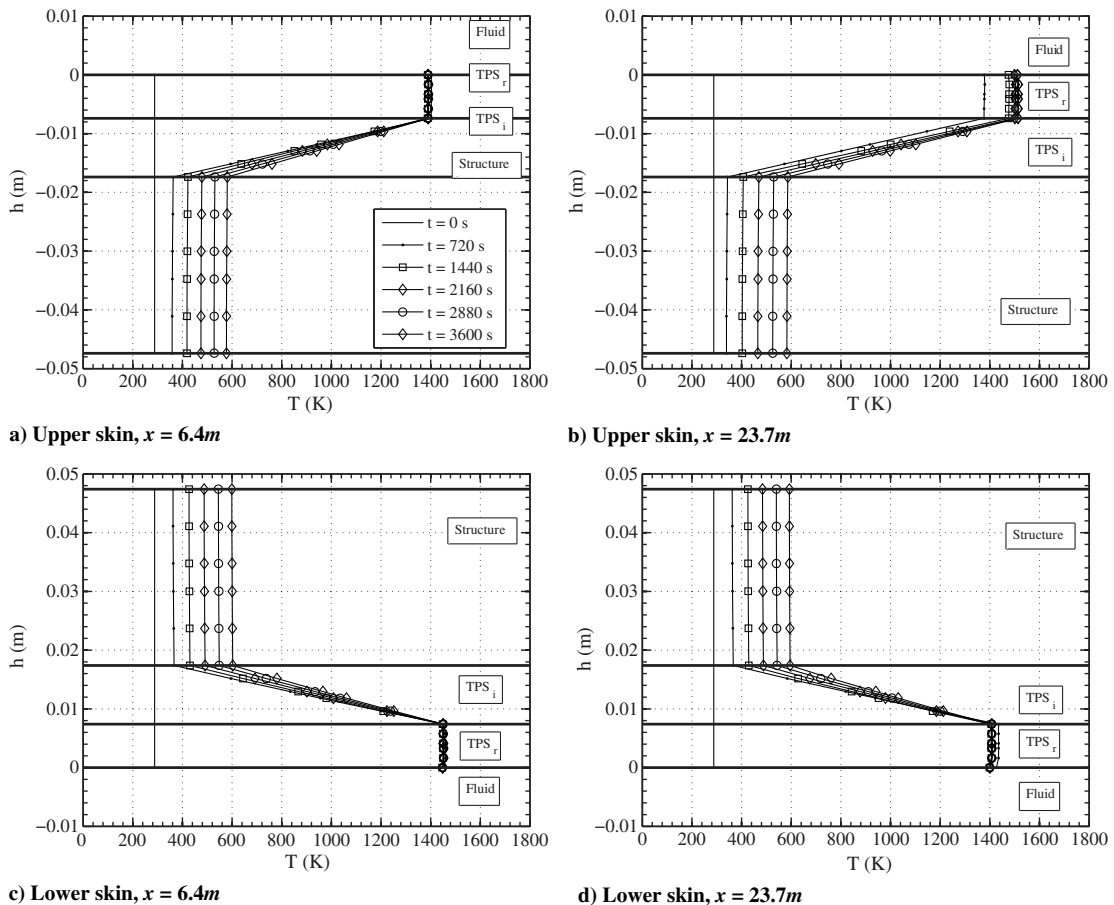 0.01
0
−0.01
−0.02
−0.03
−0.04
−0.05
h (m)
0 200 400 600 800 1000 1200 1400 1600 1800
T (K)
Fluid
TPS_r
TPS_i
Structure
t = 0 s
t = 720 s
t = 1440 s
t = 2160 s
t = 2880 s
t = 3600 s
a) Upper skin, x = 6.4m
0.01
0
−0.01
−0.02
−0.03
−0.04
−0.05
h (m)
0 200 400 600 800 1000 1200 1400 1600 1800
T (K)
Fluid
TPS_r
TPS_i
Structure
b) Upper skin, x = 23.7m
0.05
0.04
0.03
0.02
0.01
0
−0.01
h (m)
0 200 400 600 800 1000 1200 1400 1600 1800
T (K)
Structure
TPS_i
TPS_r
Fluid
c) Lower skin, x = 6.4m
0.05
0.04
0.03
0.02
0.01
0
−0.01
h (m)
0 200 400 600 800 1000 1200 1400 1600 1800
T (K)
Structure
TPS_i
TPS_r
Fluid
d) Lower skin, x = 23.7m